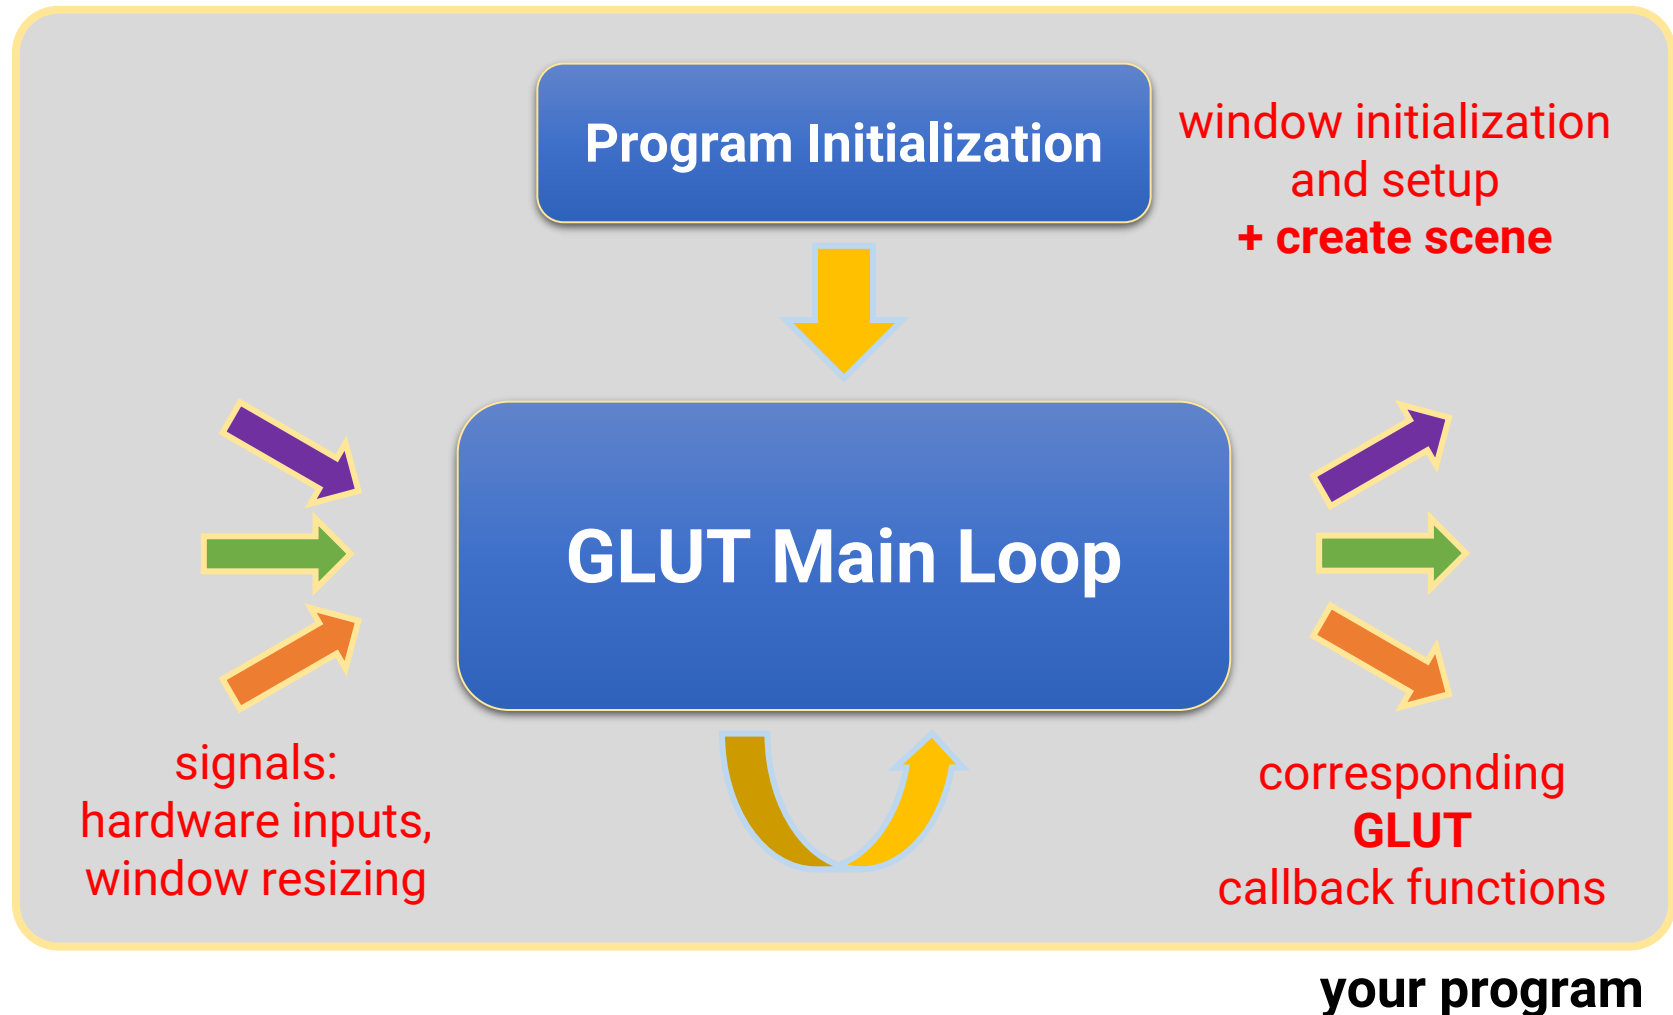 Program Initialization
window initialization
and setup
+ create scene
GLUT Main Loop
signals:
hardware inputs,
window resizing
corresponding
GLUT
callback functions
your program